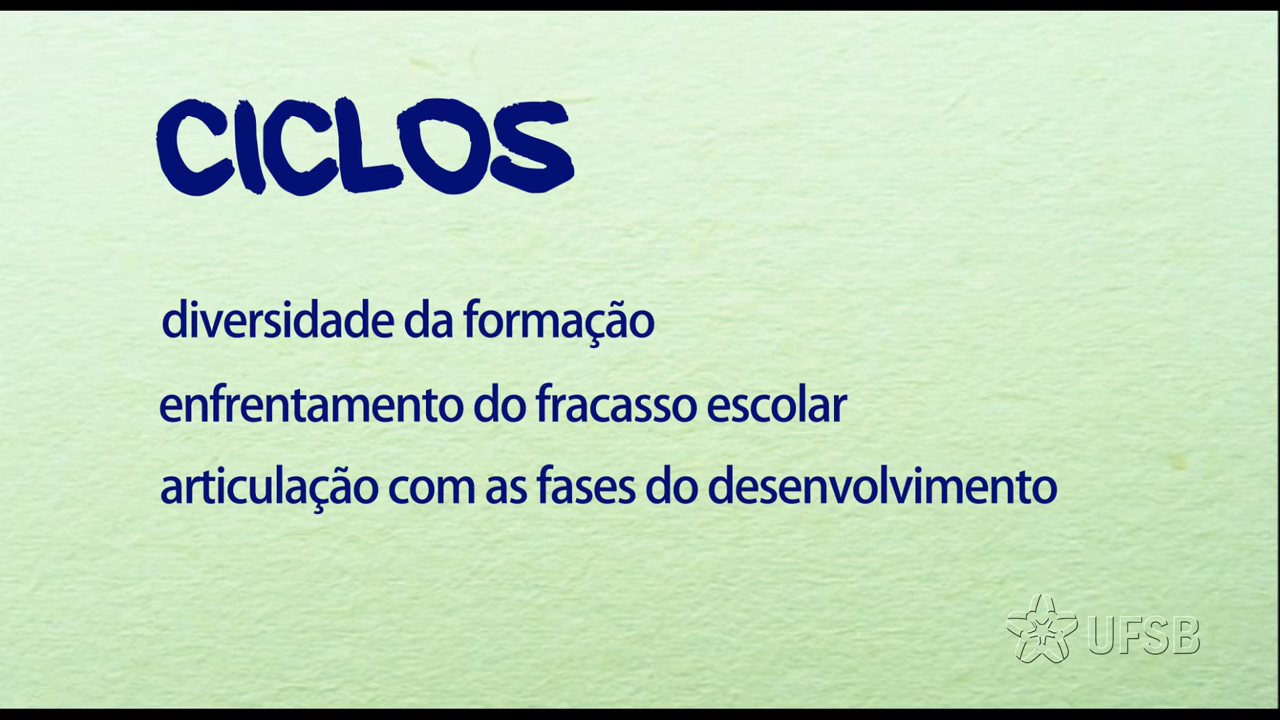 CICLOS
diversidade da formação
enfrentamento do fracasso escolar
articulação com as fases do desenvolvimento
UFSB